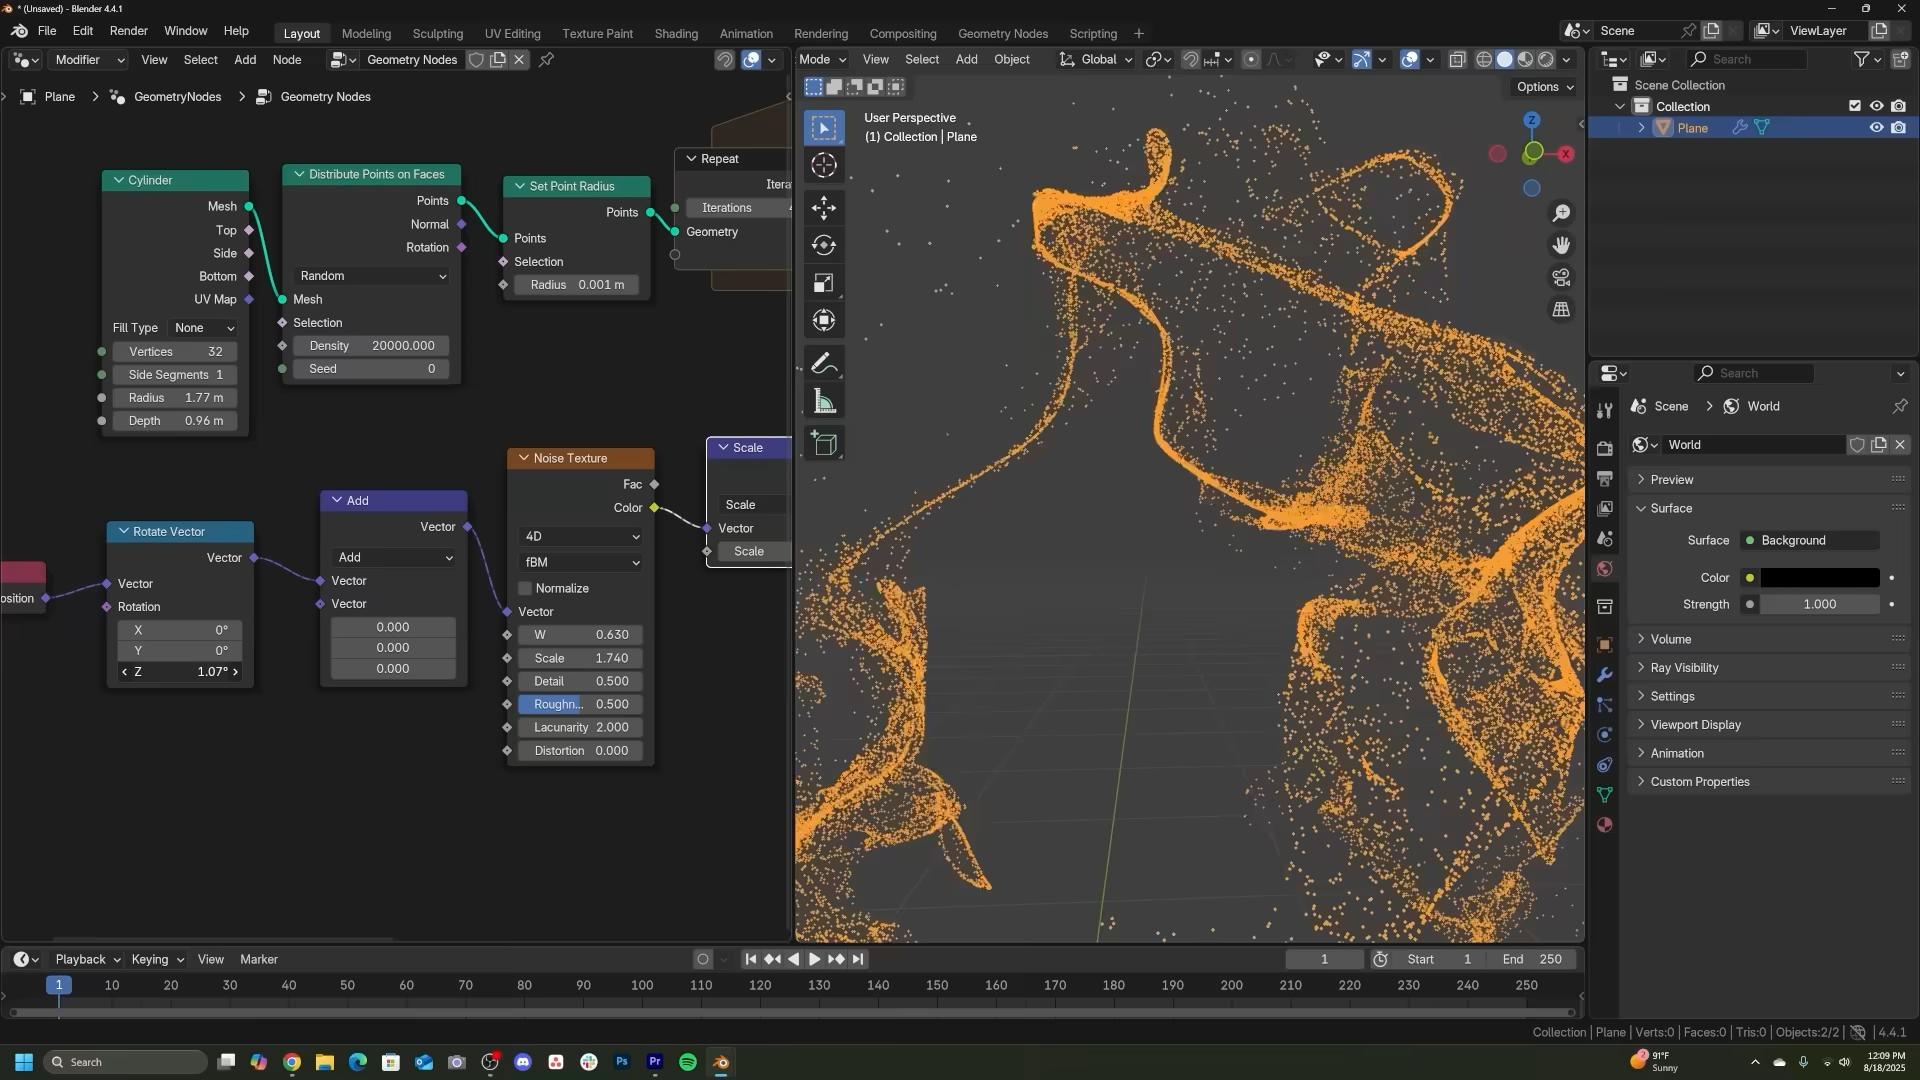 * (Unsaved) - Blender 4.4.1
File Edit Render Window Help
Layout Modeling Sculpting UV Editing Texture Paint Shading Animation Rendering Compositing Geometry Nodes Scripting +
Scene
ViewLayer
Modifier View Select Add Node Geometry Nodes
Mode View Select Add Object Global
Search
Plane > GeometryNodes > Geometry Nodes
Options
Scene Collection
Collection
Plane
User Perspective
(1) Collection | Plane
Z
X
Cylinder
Mesh
Top
Side
Bottom
UV Map
Fill Type None
Vertices 32
Side Segments 1
Radius 1.77 m
Depth 0.96 m
Distribute Points on Faces
Points
Normal
Rotation
Random
Mesh
Selection
Density 20000.000
Seed 0
Set Point Radius
Points
Points
Selection
Radius 0.001 m
Repeat
Itera
Iterations
Geometry
osition
Rotate Vector
Vector
Vector
Rotation
X 0°
Y 0°
Z 1.07°
Add
Vector
Add
Vector
Vector
0.000
0.000
0.000
Noise Texture
Fac
Color
4D
fBM
Normalize
Vector
W 0.630
Scale 1.740
Detail 0.500
Roughn... 0.500
Lacunarity 2.000
Distortion 0.000
Scale
Scale
Vector
Scale
Search
Scene > World
World
Preview
Surface
Surface Background
Color
Strength 1.000
Volume
Ray Visibility
Settings
Viewport Display
Animation
Custom Properties
Playback Keying View Marker
1 Start 1 End 250
1 10 20 30 40 50 60 70 80 90 100 110 120 130 140 150 160 170 180 190 200 210 220 230 240 250
Collection | Plane | Verts:0 | Faces:0 | Tris:0 | Objects:2/2 | 4.4.1
Search
Ps
Pr
2
91°F
Sunny
12:09 PM
8/18/2025